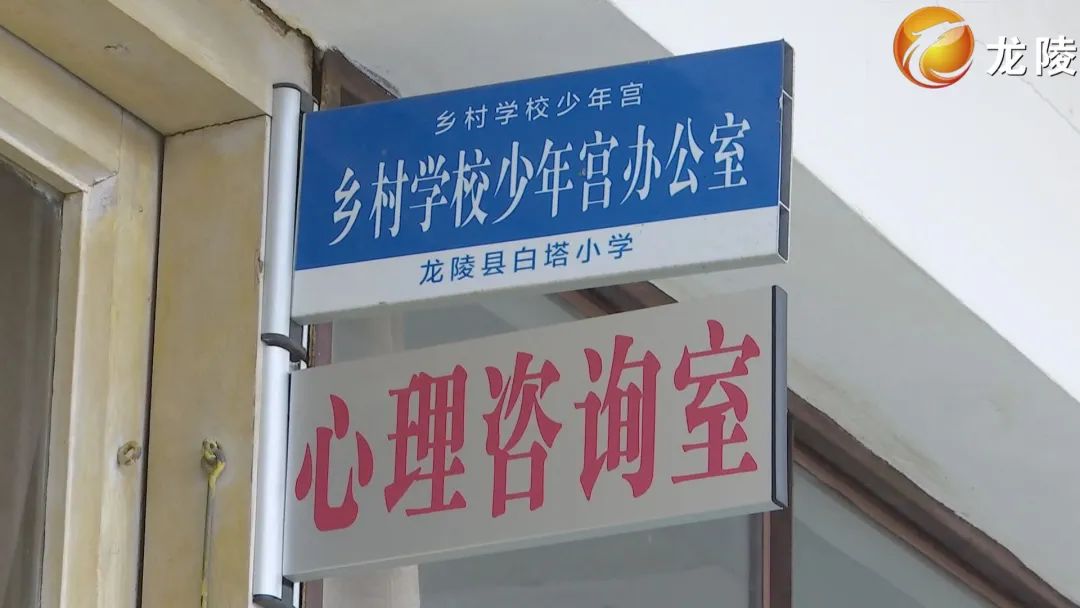 龙陵
乡村学校少年宫
乡村学校少年宫办公室
龙陵县白塔小学
心理咨询室